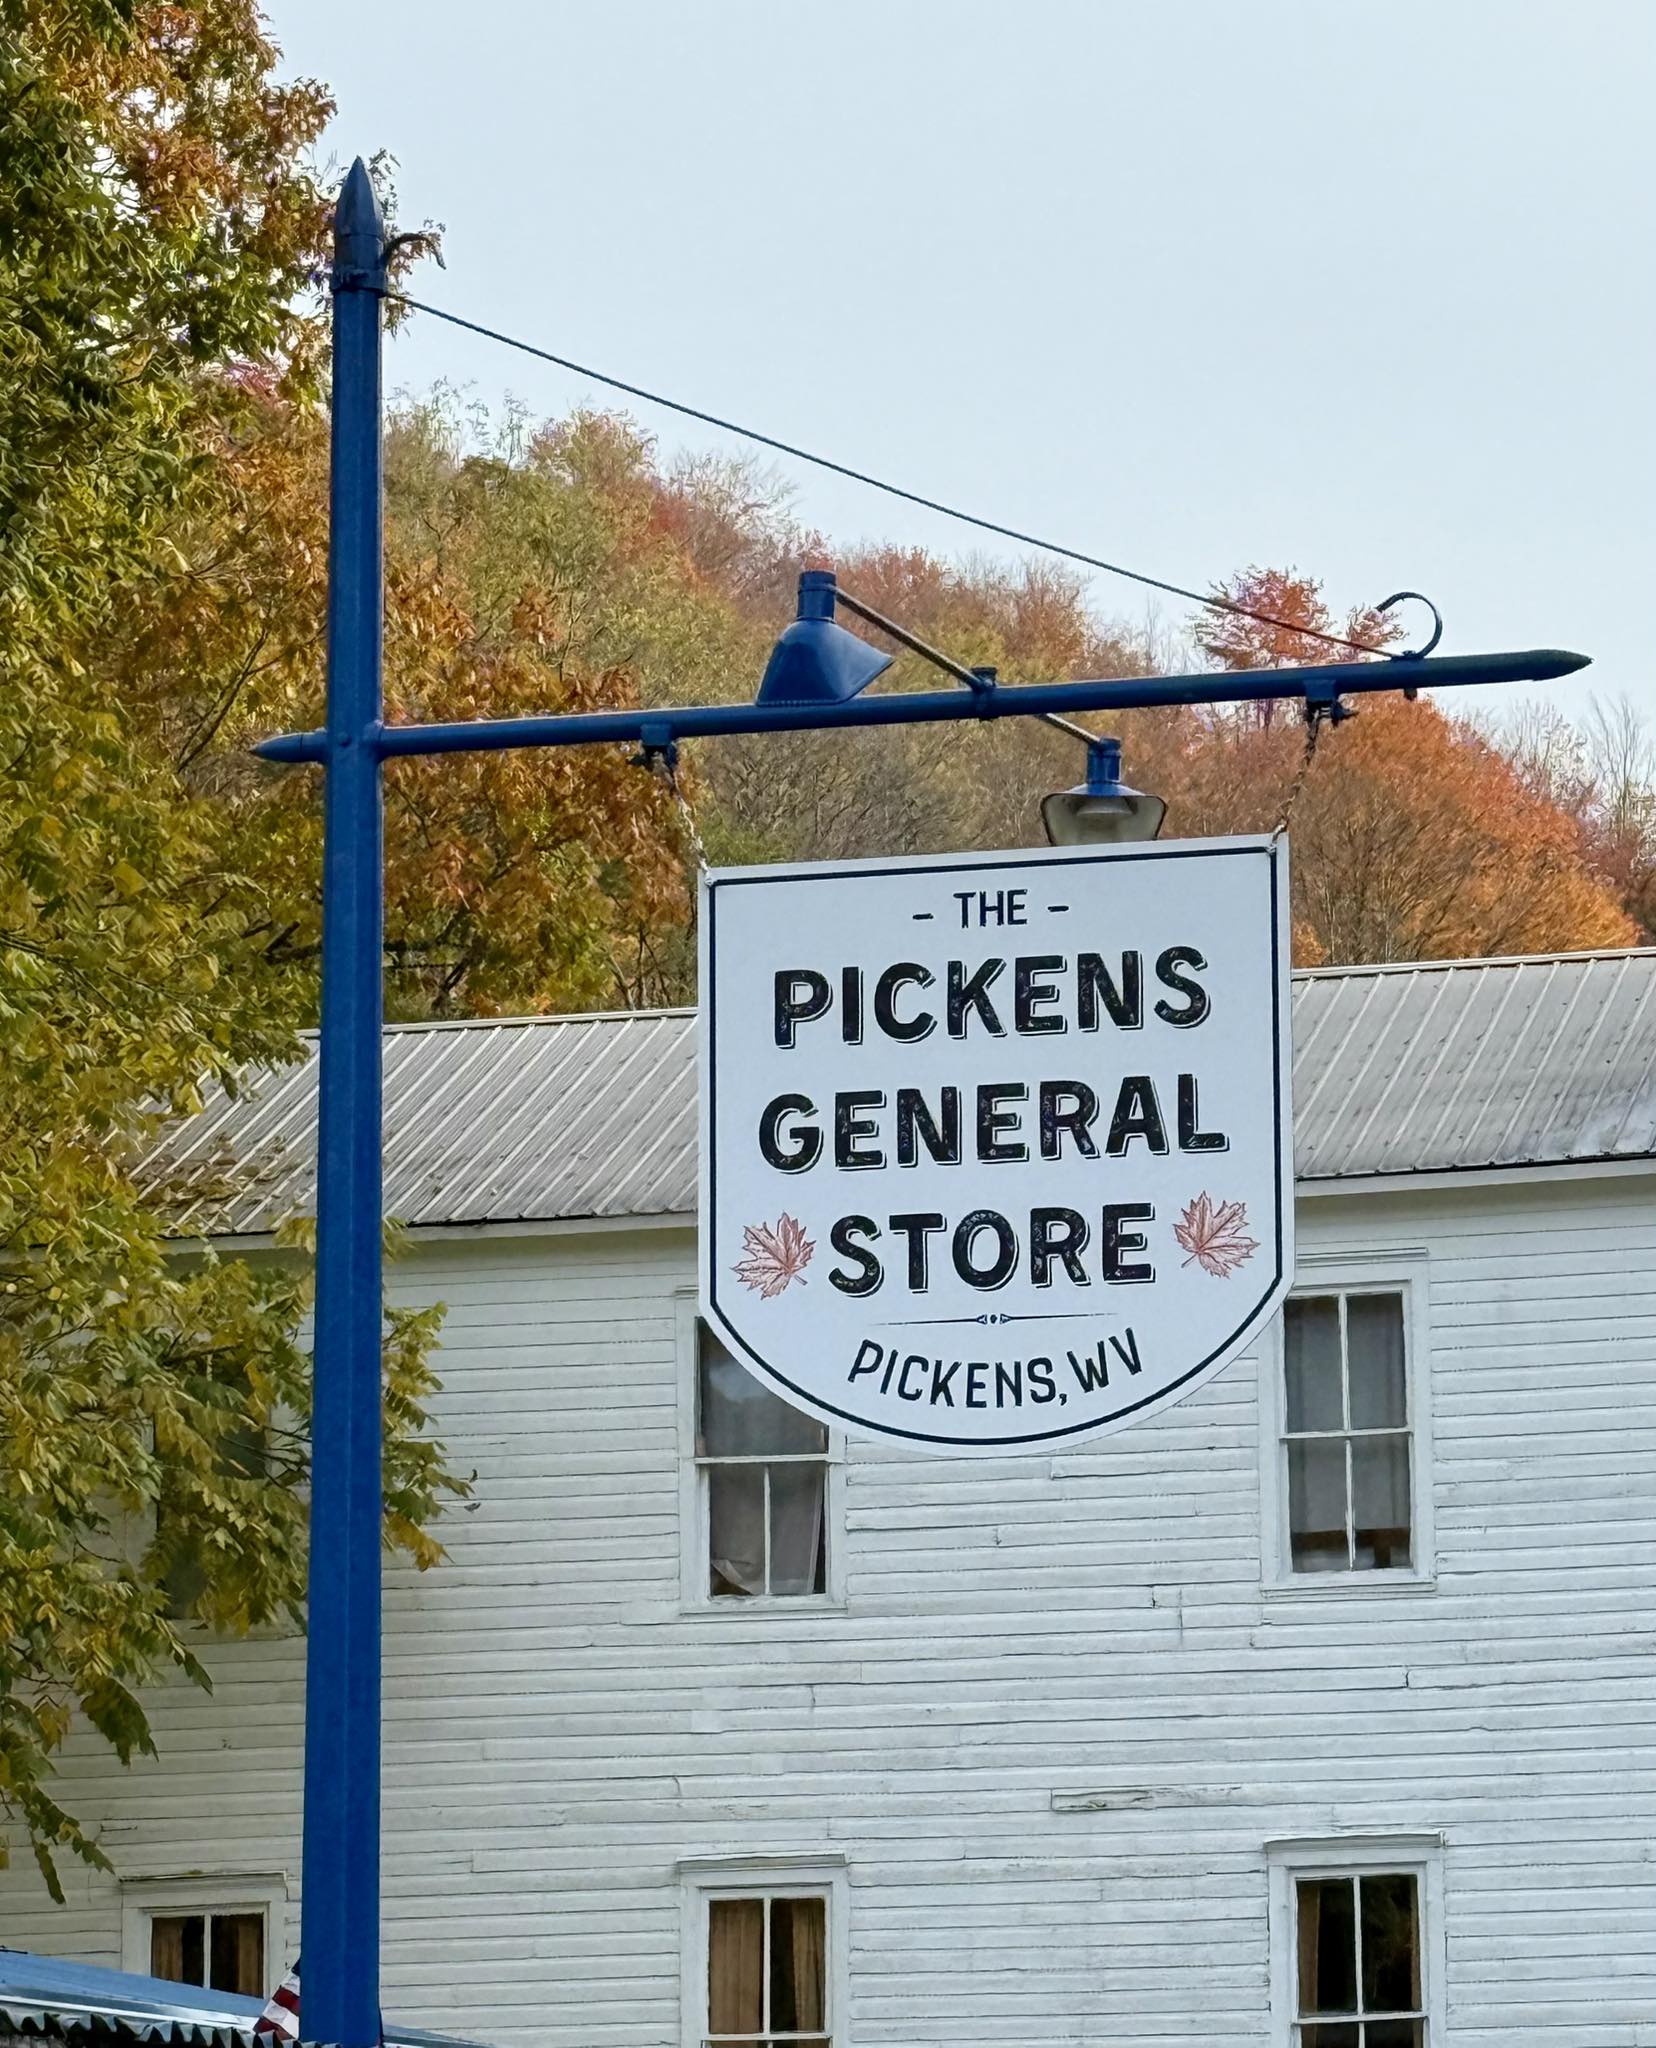 - THE -
PICKENS
GENERAL
STORE
PICKENS, WV